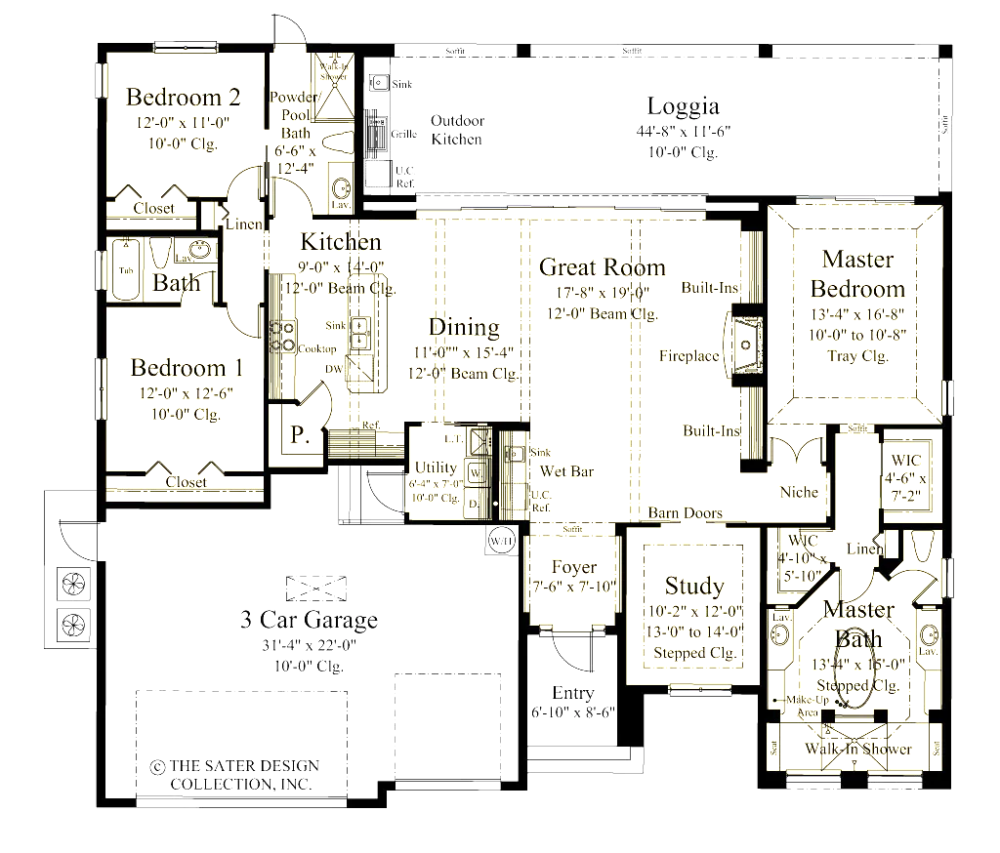 Soffit
Soffit
Walk-In
Shower
Sink
Bedroom 2
12'-0" x 11'-0"
10'-0" Clg.
Powder/
Pool
Bath
6'-6" x
12'-4"
Lav.
Grille
Outdoor
Kitchen
U.C.
Ref.
Loggia
44'-8" x 11'-6"
10'-0" Clg.
Soffit
Closet
Linen
Tub
Lav.
Bath
Kitchen
9'-0" x 14'-0"
12'-0" Beam Clg.
Sink
Cooktop
DW
Dining
11'-0"" x 15'-4"
12'-0" Beam Clg.
Great Room
17'-8" x 19'-0"
12'-0" Beam Clg.
Built-Ins
Fireplace
Built-Ins
Master
Bedroom
13'-4" x 16'-8"
10'-0" to 10'-8"
Tray Clg.
Soffit
Bedroom 1
12'-0" x 12'-6"
10'-0" Clg.
Closet
P.
Ref.
L.T.
Utility
6'-4" x 7'-0"
10'-0" Clg.
W.
D.
Sink
Wet Bar
U.C.
Ref.
Niche
WIC
4'-6" x
7'-2"
Barn Doors
Soffit
W/H
Foyer
7'-6" x 7'-10"
WIC
4'-10" x
5'-10"
Linen
Study
10'-2" x 12'-0"
13'-0" to 14'-0"
Stepped Clg.
3 Car Garage
31'-4" x 22'-0"
10'-0" Clg.
Lav.
Master
Bath
13'-4" x 15'-0"
Stepped Clg.
Lav.
Make-Up
Area
Entry
6'-10" x 8'-6"
Seat
Walk-In Shower
Seat
© THE SATER DESIGN
COLLECTION, INC.